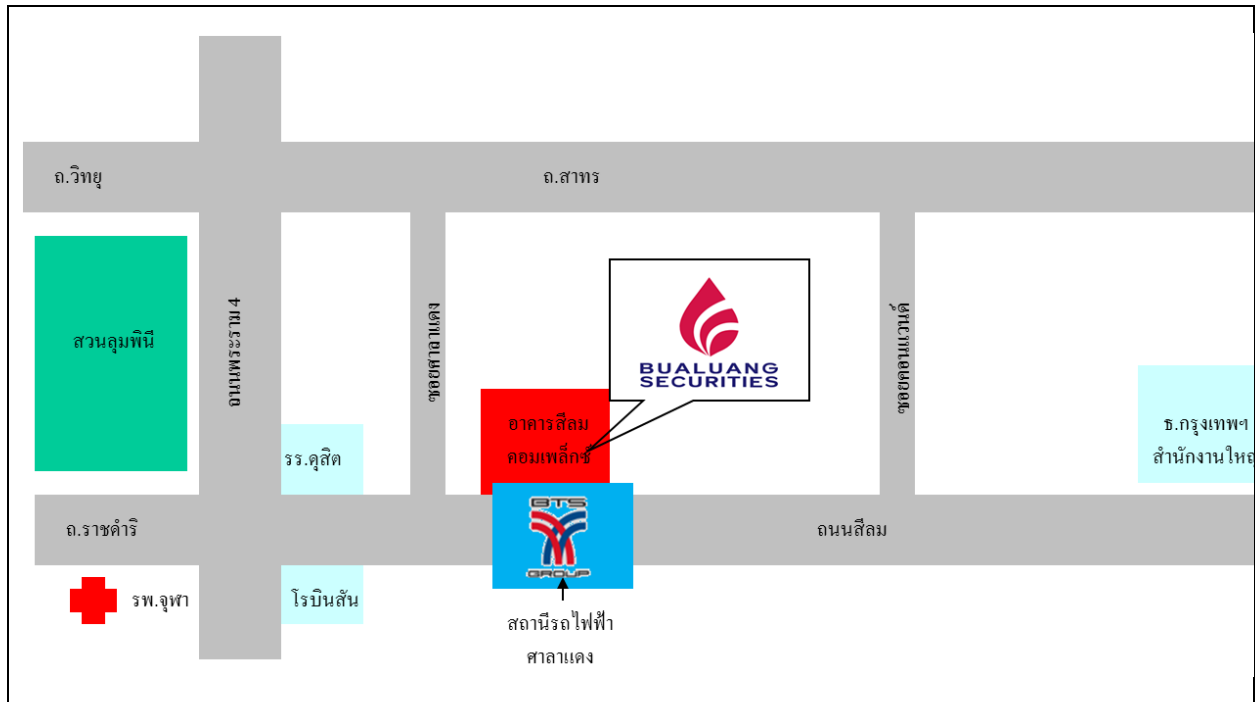 ถ.วิทยุ
ถ.สาทร
สวนลุมพินี
ถนนพระราม 4
ซอยศาลาแดง
BUALUANG
SECURITIES
ซอยคอนแวนต์
อาคารสีลม
คอมเพล็กซ์
รร.ดุสิต
ธ.กรุงเทพฯ
สำนักงานใหญ่
ถ.ราชดำริ
BTS
GROUP
ถนนสีลม
รพ.จุฬา
โรบินสัน
สถานีรถไฟฟ้า
ศาลาแดง